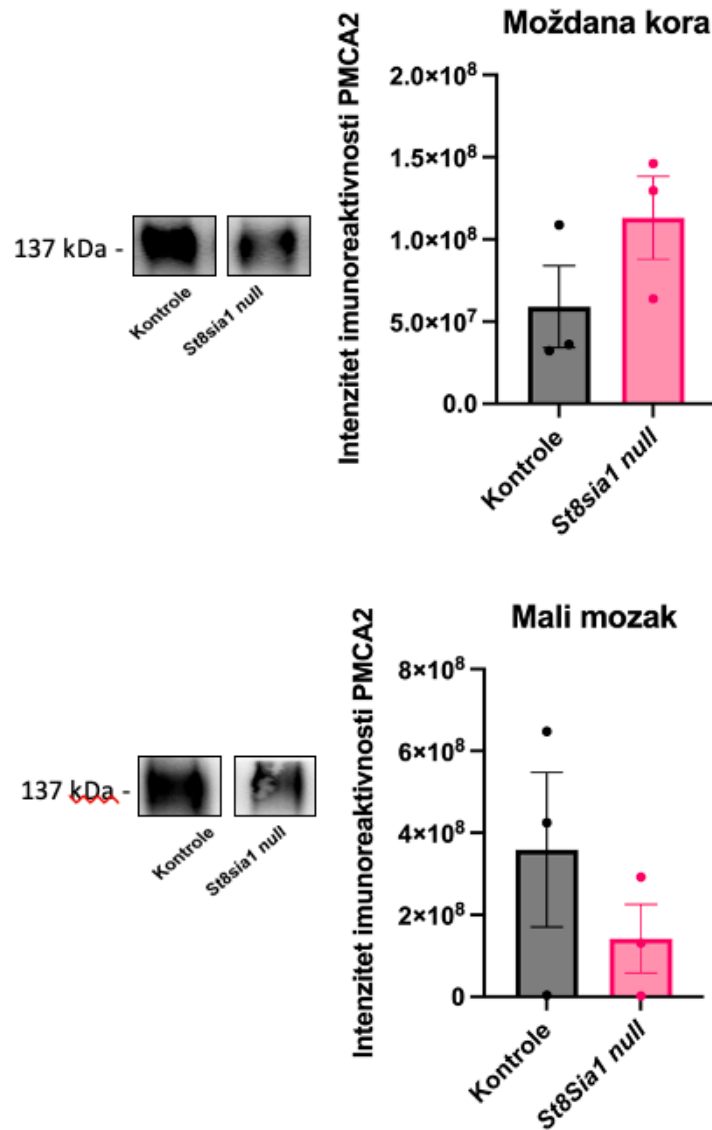 Moždana kora
Intenzitet imunoreaktivnosti PMCA2
2.0×10⁸
1.5×10⁸
1.0×10⁸
5.0×10⁷
0.0
137 kDa -
Kontrole
St8sia1 null
Kontrole
St8sia1 null
Mali mozak
Intenzitet imunoreaktivnosti PMCA2
8×10⁸
6×10⁸
4×10⁸
2×10⁸
0
137 kDa -
Kontrole
St8sia1 null
Kontrole
St8Sia1 null